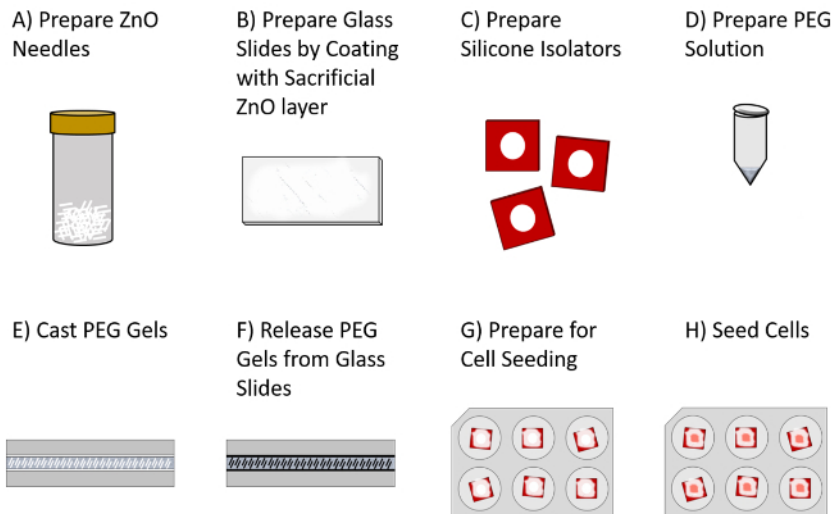 A) Prepare ZnO
Needles
B) Prepare Glass
Slides by Coating
with Sacrificial
ZnO layer
C) Prepare
Silicone Isolators
D) Prepare PEG
Solution
E) Cast PEG Gels
F) Release PEG
Gels from Glass
Slides
G) Prepare for
Cell Seeding
H) Seed Cells